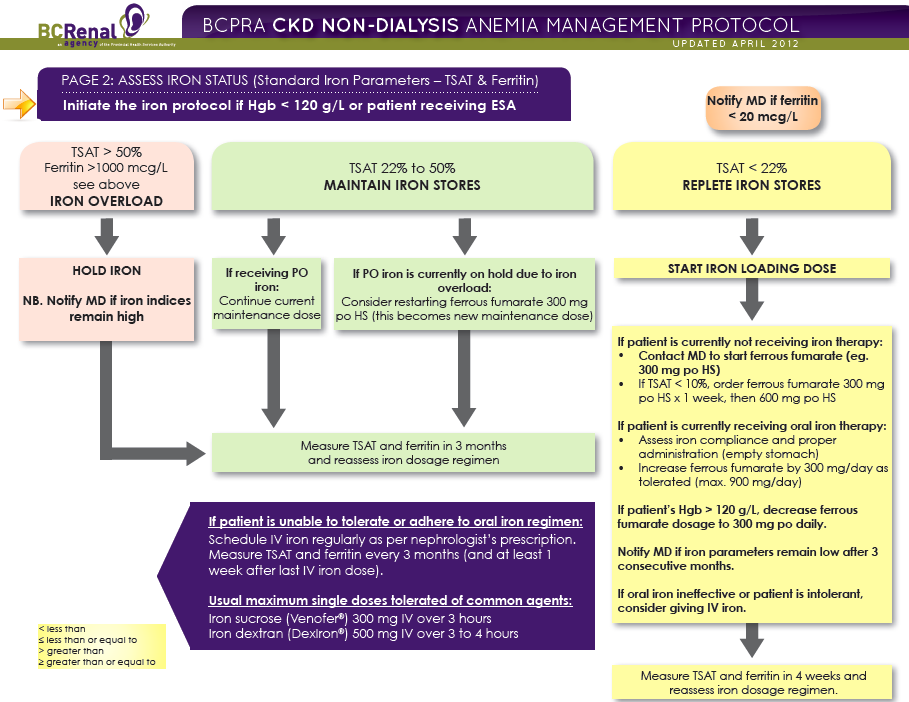 BCRenal
an agency of the Provincial Health Services Authority
BCPRA CKD NON-DIALYSIS ANEMIA MANAGEMENT PROTOCOL
UPDATED APRIL 2012
PAGE 2: ASSESS IRON STATUS (Standard Iron Parameters – TSAT & Ferritin)
Initiate the iron protocol if Hgb < 120 g/L or patient receiving ESA
Notify MD if ferritin
< 20 mcg/L
TSAT > 50%
Ferritin >1000 mcg/L
see above
IRON OVERLOAD
TSAT 22% to 50%
MAINTAIN IRON STORES
TSAT < 22%
REPLETE IRON STORES
HOLD IRON
NB. Notify MD if iron indices
remain high
If receiving PO
iron:
Continue current
maintenance dose
If PO iron is currently on hold due to iron
overload:
Consider restarting ferrous fumarate 300 mg
po HS (this becomes new maintenance dose)
START IRON LOADING DOSE
If patient is currently not receiving iron therapy:
• Contact MD to start ferrous fumarate (eg.
300 mg po HS)
• If TSAT < 10%, order ferrous fumarate 300 mg
po HS x 1 week, then 600 mg po HS
If patient is currently receiving oral iron therapy:
• Assess iron compliance and proper
administration (empty stomach)
• Increase ferrous fumarate by 300 mg/day as
tolerated (max. 900 mg/day)
If patient's Hgb > 120 g/L, decrease ferrous
fumarate dosage to 300 mg po daily.
Notify MD if iron parameters remain low after 3
consecutive months.
If oral iron ineffective or patient is intolerant,
consider giving IV iron.
Measure TSAT and ferritin in 3 months
and reassess iron dosage regimen
If patient is unable to tolerate or adhere to oral iron regimen:
Schedule IV iron regularly as per nephrologist's prescription.
Measure TSAT and ferritin every 3 months (and at least 1
week after last IV iron dose).
Usual maximum single doses tolerated of common agents:
Iron sucrose (Venofer®) 300 mg IV over 3 hours
Iron dextran (DexIron®) 500 mg IV over 3 to 4 hours
< less than
≤ less than or equal to
> greater than
≥ greater than or equal to
Measure TSAT and ferritin in 4 weeks and
reassess iron dosage regimen.